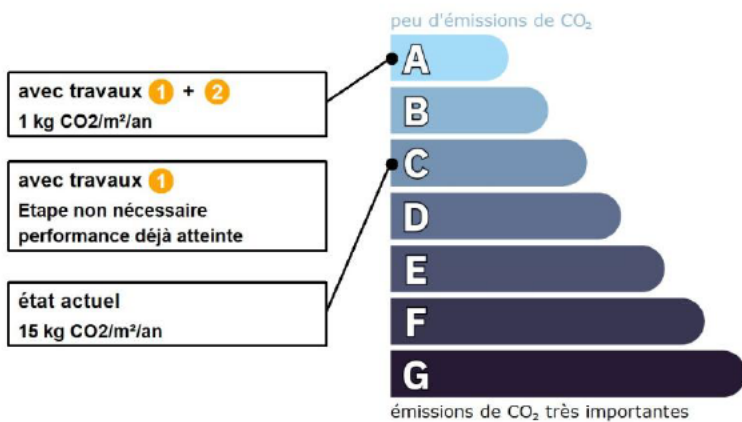 peu d'émissions de CO₂
A
B
C
D
E
F
G
émissions de CO₂ très importantes
avec travaux 1 + 2
1 kg CO2/m²/an
avec travaux 1
Etape non nécessaire
performance déjà atteinte
état actuel
15 kg CO2/m²/an